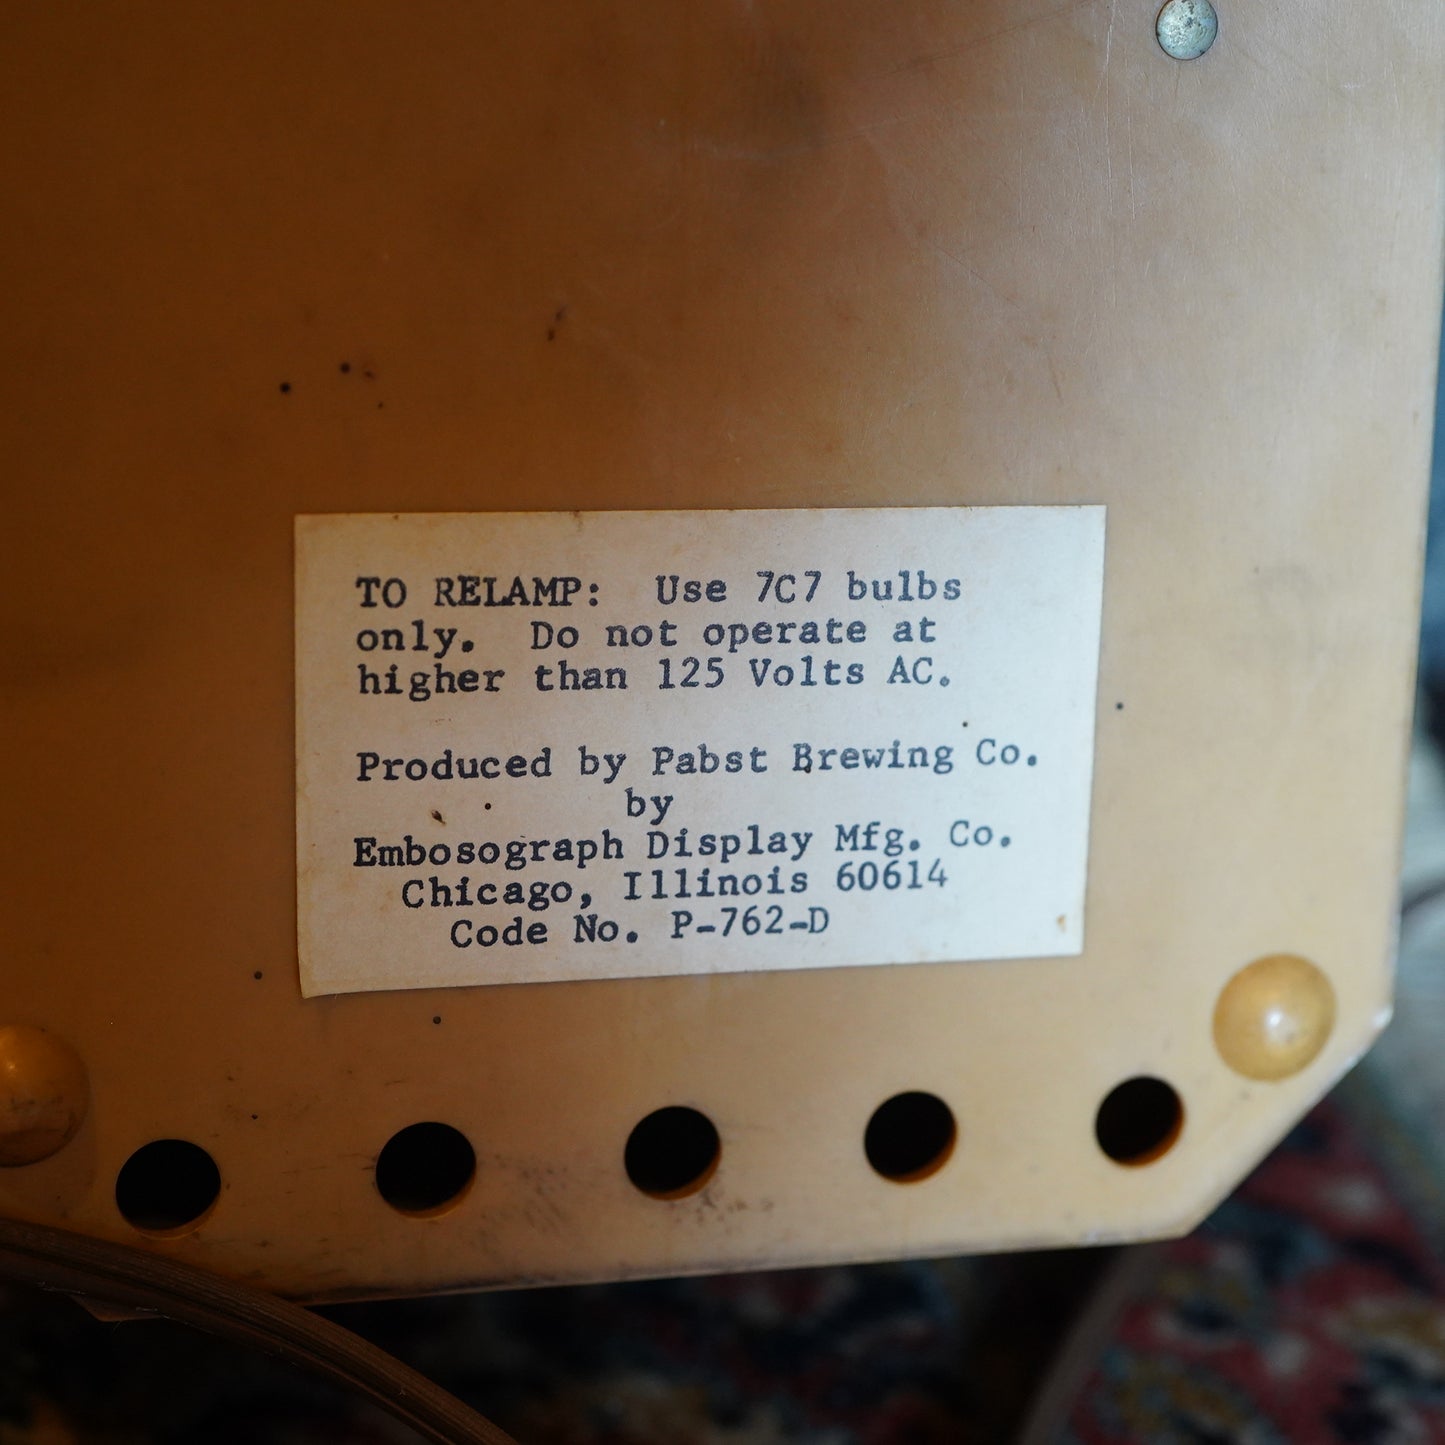 TO RELAMP: Use 7C7 bulbs
only. Do not operate at
higher than 125 Volts AC.
Produced by Pabst Brewing Co.
by
Embosograph Display Mfg. Co.
Chicago, Illinois 60614
Code No. P-762-D